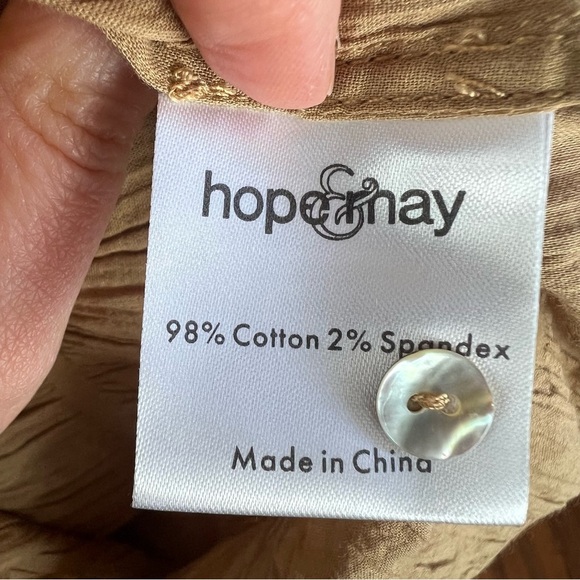 hope & may
98% Cotton 2% Spandex
Made in China